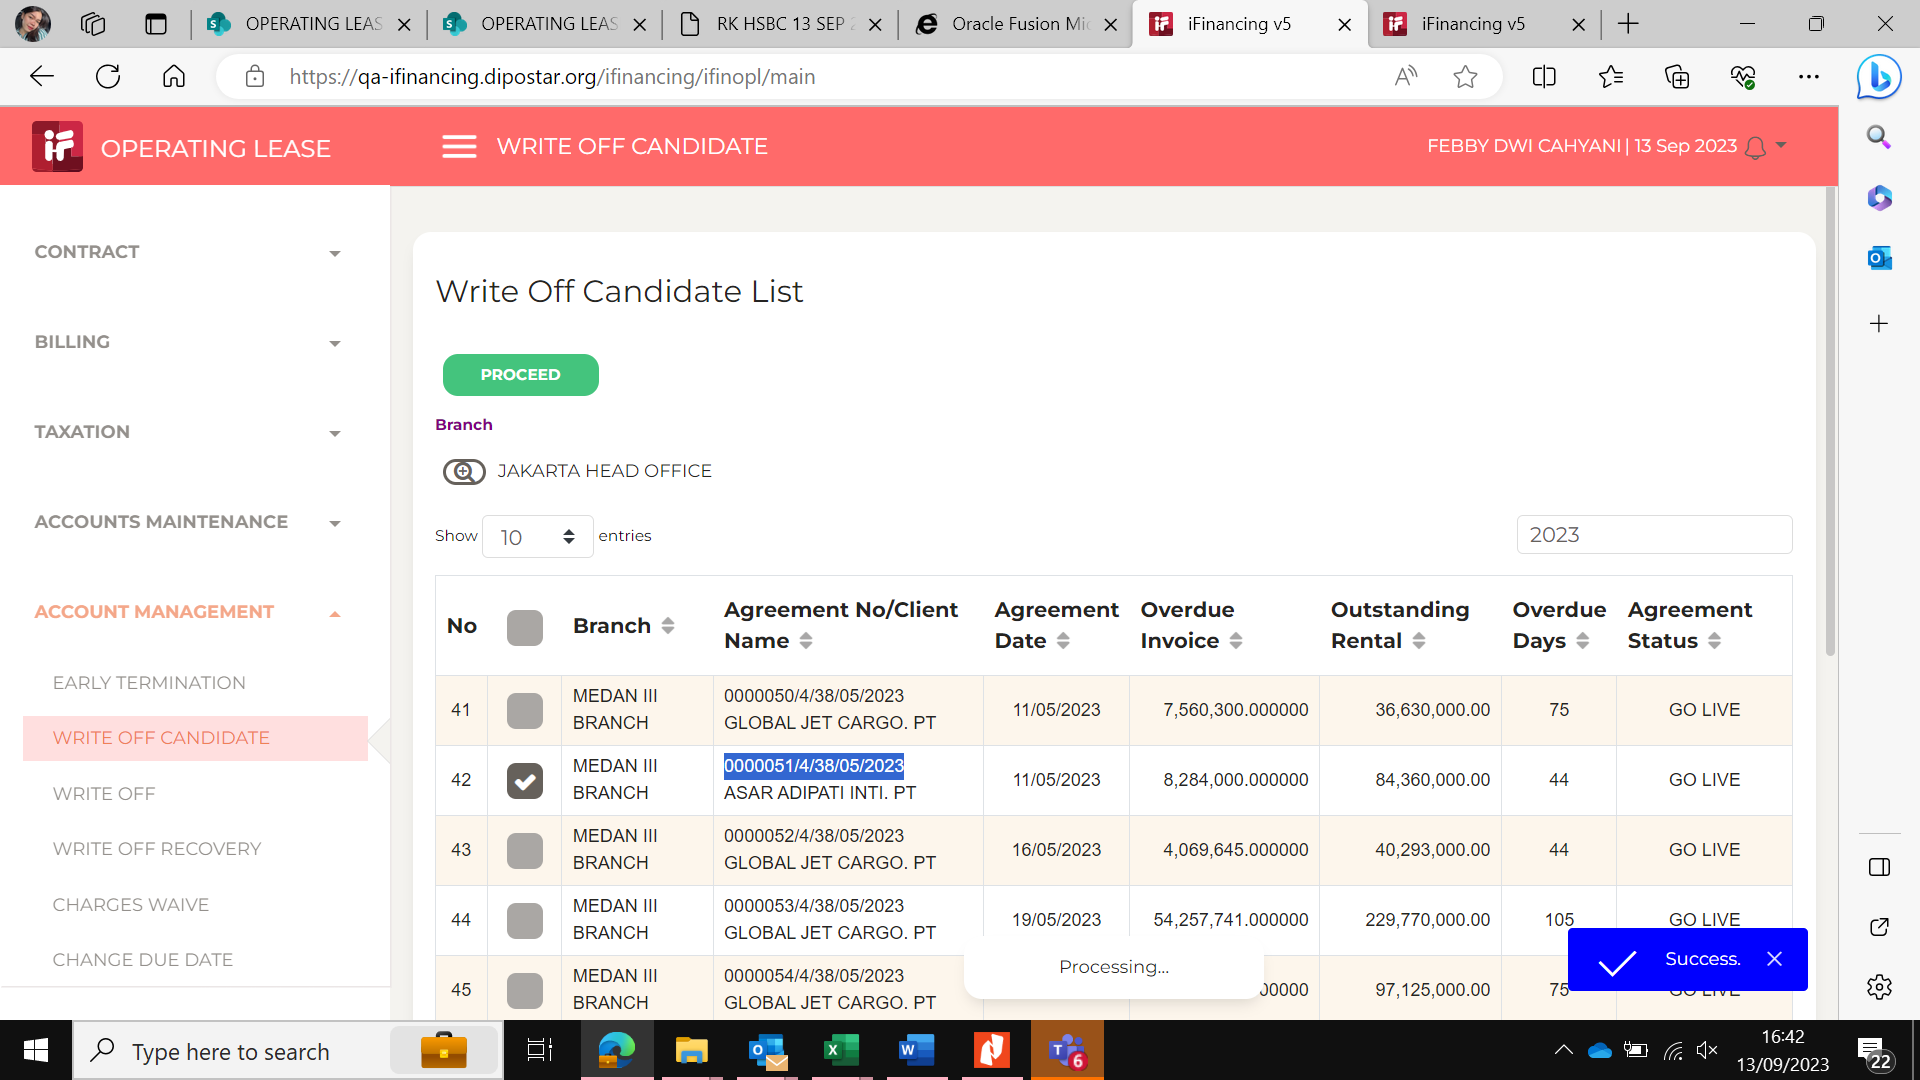 OPERATING LEAS
OPERATING LEAS
RK HSBC 13 SEP 2
Oracle Fusion Mi
iFinancing v5
iFinancing v5
https://qa-ifinancing.dipostar.org/ifinancing/ifinopl/main
iF
OPERATING LEASE
WRITE OFF CANDIDATE
FEBBY DWI CAHYANI | 13 Sep 2023
CONTRACT
BILLING
TAXATION
ACCOUNTS MAINTENANCE
ACCOUNT MANAGEMENT
EARLY TERMINATION
WRITE OFF CANDIDATE
WRITE OFF
WRITE OFF RECOVERY
CHARGES WAIVE
CHANGE DUE DATE
Write Off Candidate List
PROCEED
Branch
JAKARTA HEAD OFFICE
Show 10 entries
2023
No Branch Agreement No/Client Name Agreement Date Overdue Invoice Outstanding Rental Overdue Days Agreement Status
41 MEDAN III BRANCH 0000050/4/38/05/2023 GLOBAL JET CARGO. PT 11/05/2023 7,560,300.000000 36,630,000.00 75 GO LIVE
42 MEDAN III BRANCH 0000051/4/38/05/2023 ASAR ADIPATI INTI. PT 11/05/2023 8,284,000.000000 84,360,000.00 44 GO LIVE
43 MEDAN III BRANCH 0000052/4/38/05/2023 GLOBAL JET CARGO. PT 16/05/2023 4,069,645.000000 40,293,000.00 44 GO LIVE
44 MEDAN III BRANCH 0000053/4/38/05/2023 GLOBAL JET CARGO. PT 19/05/2023 54,257,741.000000 229,770,000.00 105 GO LIVE
45 MEDAN III BRANCH 0000054/4/38/05/2023 GLOBAL JET CARGO. PT 00000 97,125,000.00 75 GO LIVE
Processing...
Success.
Type here to search
6
16:42
13/09/2023
22